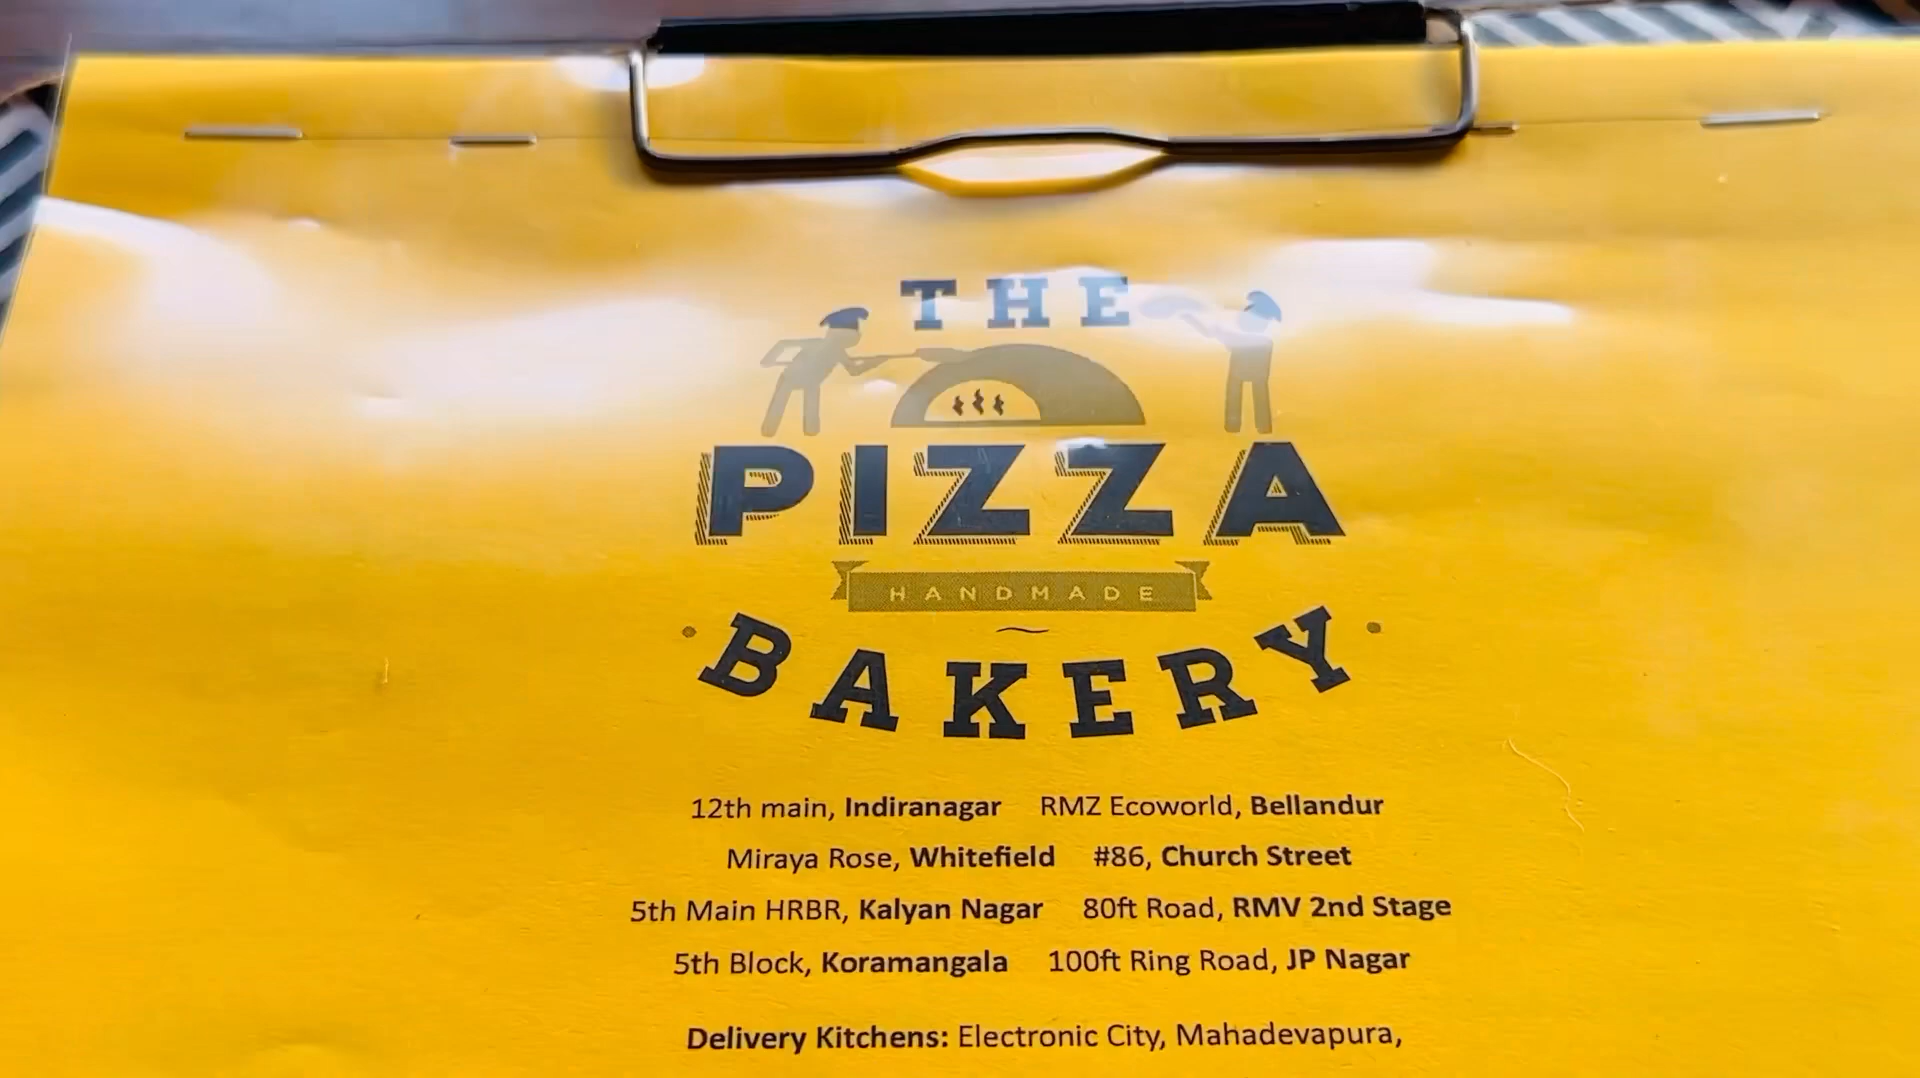 THE
PIZZA
HANDMADE
BAKERY
12th main, Indiranagar RMZ Ecoworld, Bellandur
Miraya Rose, Whitefield #86, Church Street
5th Main HRBR, Kalyan Nagar 80ft Road, RMV 2nd Stage
5th Block, Koramangala 100ft Ring Road, JP Nagar
Delivery Kitchens: Electronic City, Mahadevapura,